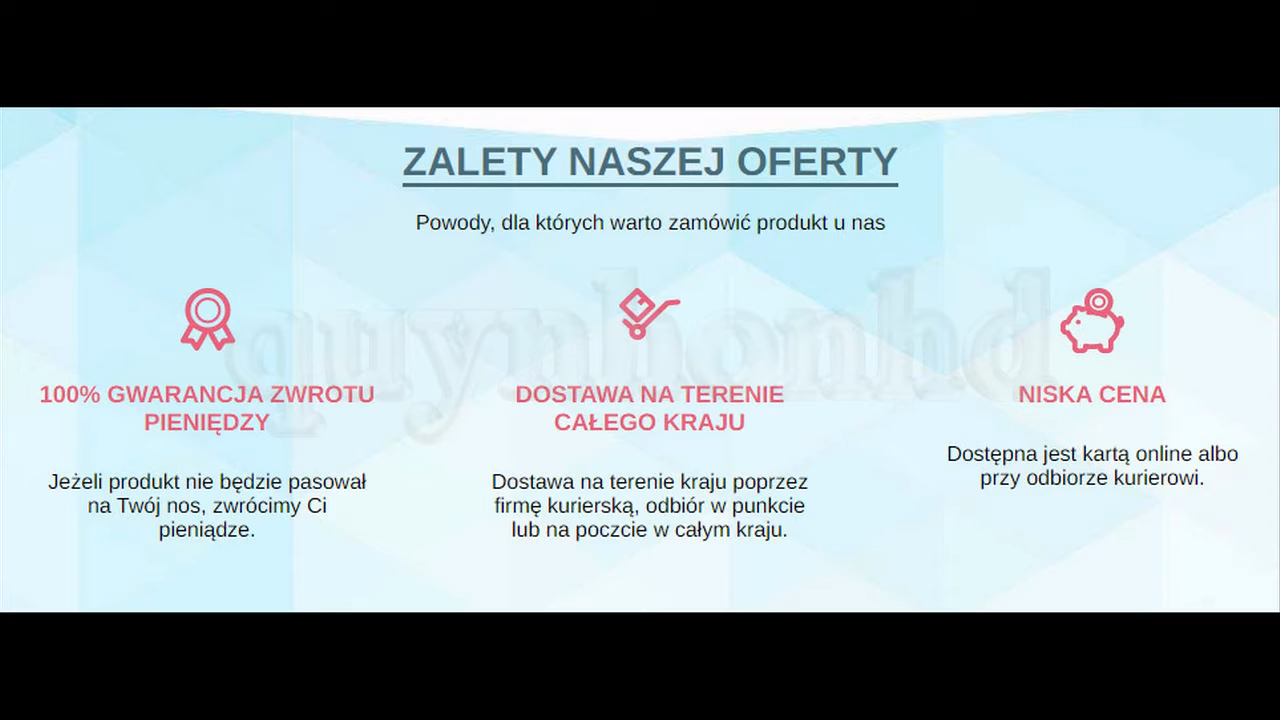 ZALETY NASZEJ OFERTY
Powody, dla których warto zamówić produkt u nas
quynhonhd
100% GWARANCJA ZWROTU
PIENIĘDZY
Jeżeli produkt nie będzie pasował
na Twój nos, zwrócimy Ci
pieniądze.
DOSTAWA NA TERENIE
CAŁEGO KRAJU
Dostawa na terenie kraju poprzez
firmę kurierską, odbiór w punkcie
lub na poczcie w całym kraju.
NISKA CENA
Dostępna jest kartą online albo
przy odbiorze kurierowi.